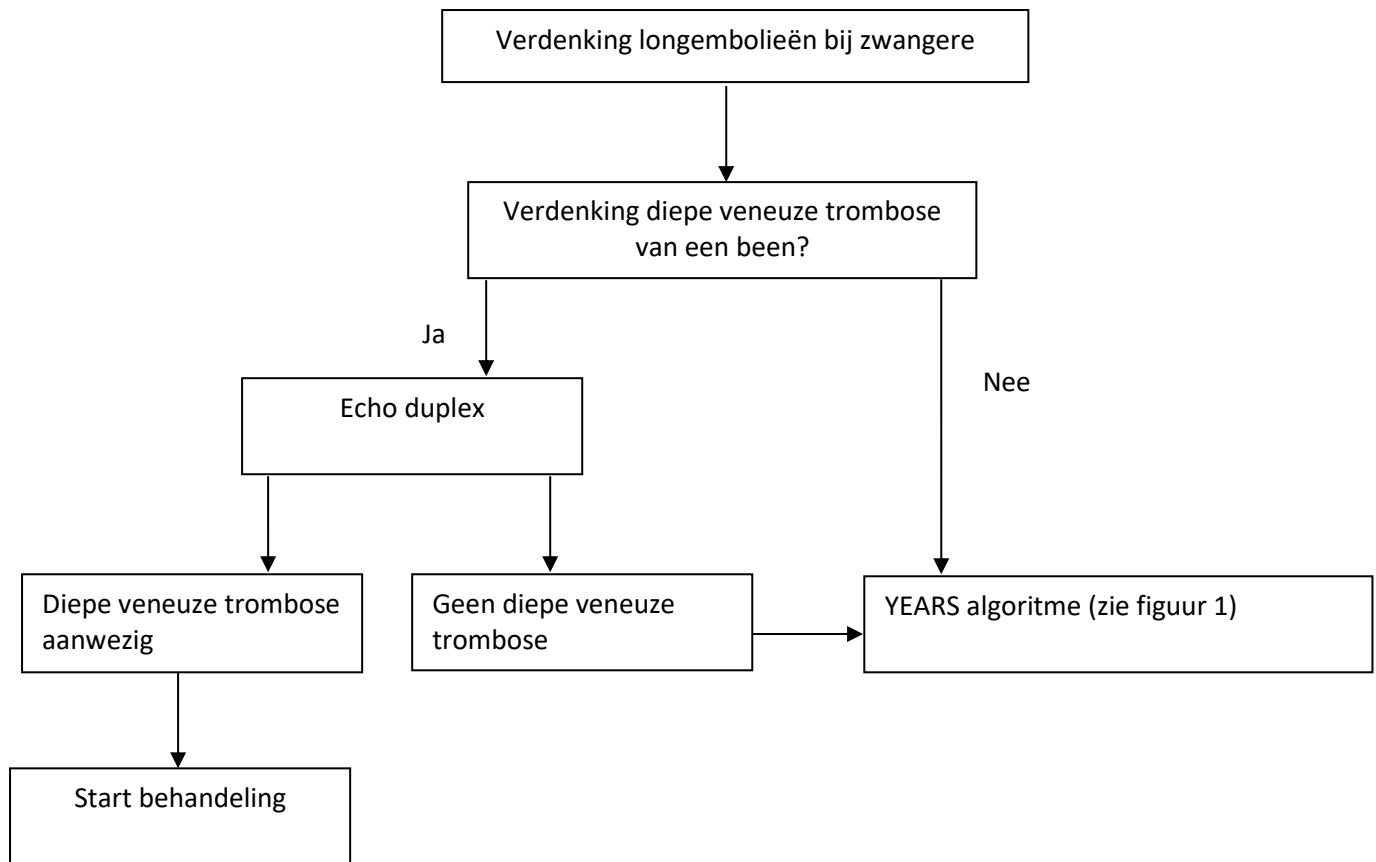 Verdenking longembolieën bij zwangere
Verdenking diepe veneuze trombose
van een been?
Ja
Nee
Echo duplex
Diepe veneuze trombose
aanwezig
Geen diepe veneuze
trombose
YEARS algoritme (zie figuur 1)
Start behandeling